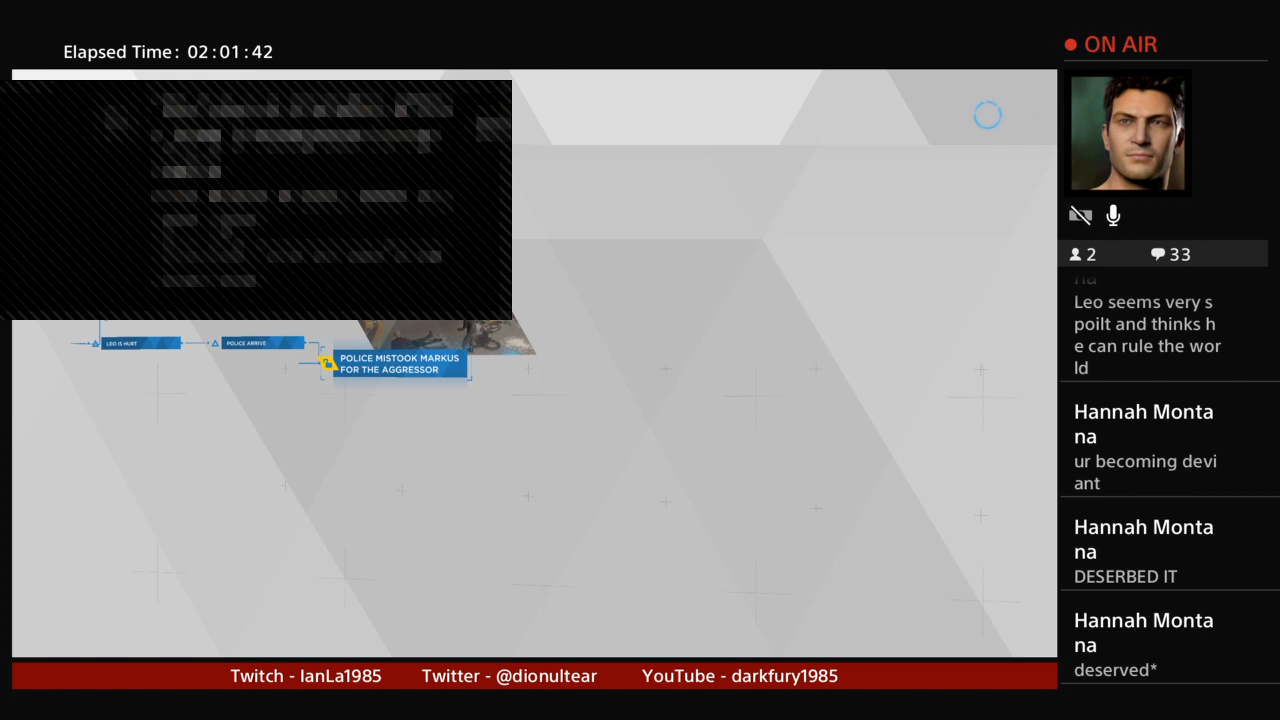 Elapsed Time: 02:01:42
ON AIR
2 33
Leo seems very s
poilt and thinks h
e can rule the wor
ld
Hannah Monta
na
ur becoming devi
ant
Hannah Monta
na
DESERBED IT
Hannah Monta
na
deserved*
LEO IS HURT
POLICE ARRIVE
POLICE MISTOOK MARKUS
FOR THE AGGRESSOR
Twitch - IanLa1985 Twitter - @dionultear YouTube - darkfury1985